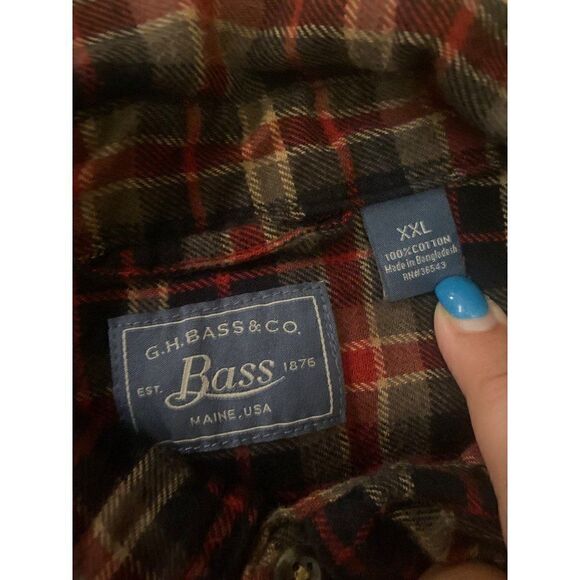 XXL
100% COTTON
Made in Bangladesh
RN#36543
G.H.BASS&CO.
EST. Bass 1876
MAINE, USA